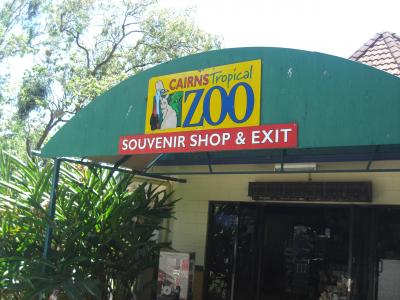 CAIRNS Tropical
ZOO
SOUVENIR SHOP & EXIT